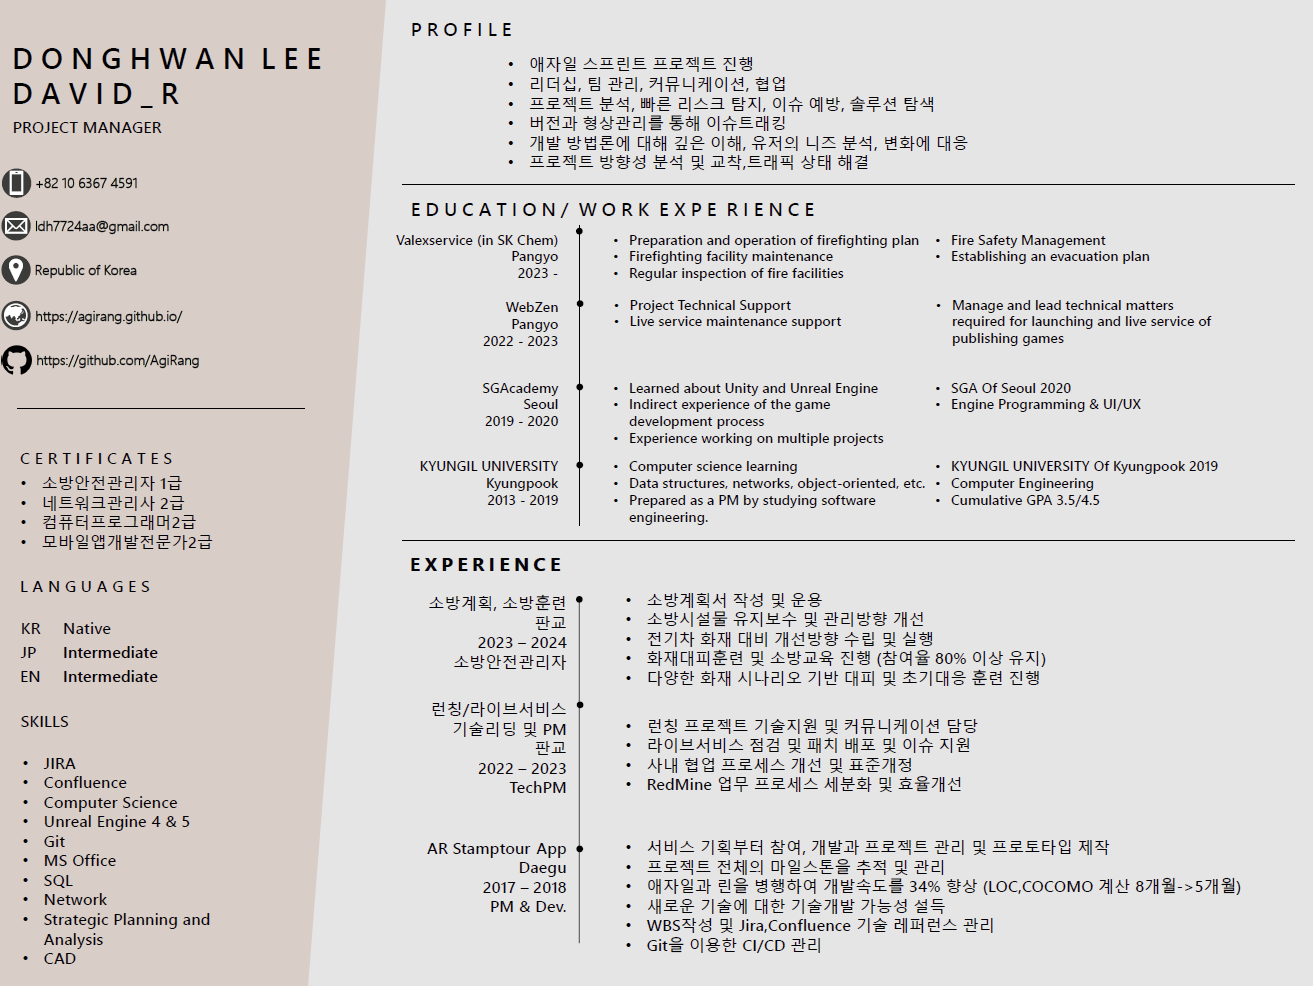 DONGHWAN LEE
DAVID_R
PROJECT MANAGER
+82 10 6367 4591
ldh7724aa@gmail.com
Republic of Korea
https://agirang.github.io/
https://github.com/AgiRang
CERTIFICATES
• 소방안전관리자 1급
• 네트워크관리사 2급
• 컴퓨터프로그래머2급
• 모바일앱개발전문가2급
LANGUAGES
KR Native
JP Intermediate
EN Intermediate
SKILLS
• JIRA
• Confluence
• Computer Science
• Unreal Engine 4 & 5
• Git
• MS Office
• SQL
• Network
• Strategic Planning and
Analysis
• CAD
PROFILE
• 애자일 스프린트 프로젝트 진행
• 리더십, 팀 관리, 커뮤니케이션, 협업
• 프로젝트 분석, 빠른 리스크 탐지, 이슈 예방, 솔루션 탐색
• 버전과 형상관리를 통해 이슈트래킹
• 개발 방법론에 대해 깊은 이해, 유저의 니즈 분석, 변화에 대응
• 프로젝트 방향성 분석 및 교착,트래픽 상태 해결
EDUCATION/ WORK EXPERIENCE
Valexservice (in SK Chem)
Pangyo
2023 -
• Preparation and operation of firefighting plan
• Firefighting facility maintenance
• Regular inspection of fire facilities
• Fire Safety Management
• Establishing an evacuation plan
WebZen
Pangyo
2022 - 2023
• Project Technical Support
• Live service maintenance support
• Manage and lead technical matters
required for launching and live service of
publishing games
SGAcademy
Seoul
2019 - 2020
• Learned about Unity and Unreal Engine
• Indirect experience of the game
development process
• Experience working on multiple projects
• SGA Of Seoul 2020
• Engine Programming & UI/UX
KYUNGIL UNIVERSITY
Kyungpook
2013 - 2019
• Computer science learning
• Data structures, networks, object-oriented, etc.
• Prepared as a PM by studying software
engineering.
• KYUNGIL UNIVERSITY Of Kyungpook 2019
• Computer Engineering
• Cumulative GPA 3.5/4.5
EXPERIENCE
소방계획, 소방훈련
판교
2023 – 2024
소방안전관리자
• 소방계획서 작성 및 운용
• 소방시설물 유지보수 및 관리방향 개선
• 전기차 화재 대비 개선방향 수립 및 실행
• 화재대피훈련 및 소방교육 진행 (참여율 80% 이상 유지)
• 다양한 화재 시나리오 기반 대피 및 초기대응 훈련 진행
런칭/라이브서비스
기술리딩 및 PM
판교
2022 – 2023
TechPM
• 런칭 프로젝트 기술지원 및 커뮤니케이션 담당
• 라이브서비스 점검 및 패치 배포 및 이슈 지원
• 사내 협업 프로세스 개선 및 표준개정
• RedMine 업무 프로세스 세분화 및 효율개선
AR Stamptour App
Daegu
2017 – 2018
PM & Dev.
• 서비스 기획부터 참여, 개발과 프로젝트 관리 및 프로토타입 제작
• 프로젝트 전체의 마일스톤을 추적 및 관리
• 애자일과 린을 병행하여 개발속도를 34% 향상 (LOC,COCOMO 계산 8개월->5개월)
• 새로운 기술에 대한 기술개발 가능성 설득
• WBS작성 및 Jira,Confluence 기술 레퍼런스 관리
• Git을 이용한 CI/CD 관리